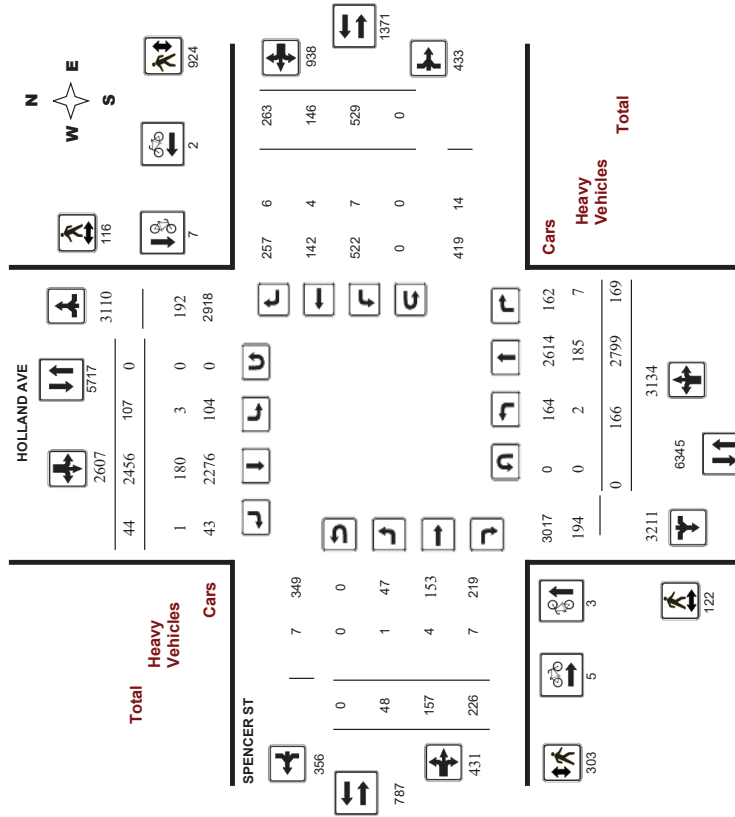 N
E
W
S
924
2
7
116
HOLLAND AVE
5717
2607
3110
44 2456 107 0
1 180 3 0 192
43 2276 104 0 2918
Total
Heavy
Vehicles
Cars
1371
938
433
257 6 263
142 4 146
522 7 529
0 0 0
419 14
SPENCER ST
356
787
431
7 349
0 0 0
48 1 47
157 4 153
226 7 219
Cars
Heavy
Vehicles
Total
3017 0 164 2614 162
194 0 2 185 7
0 166 2799 169
3211
6345
3134
303
5
3
122